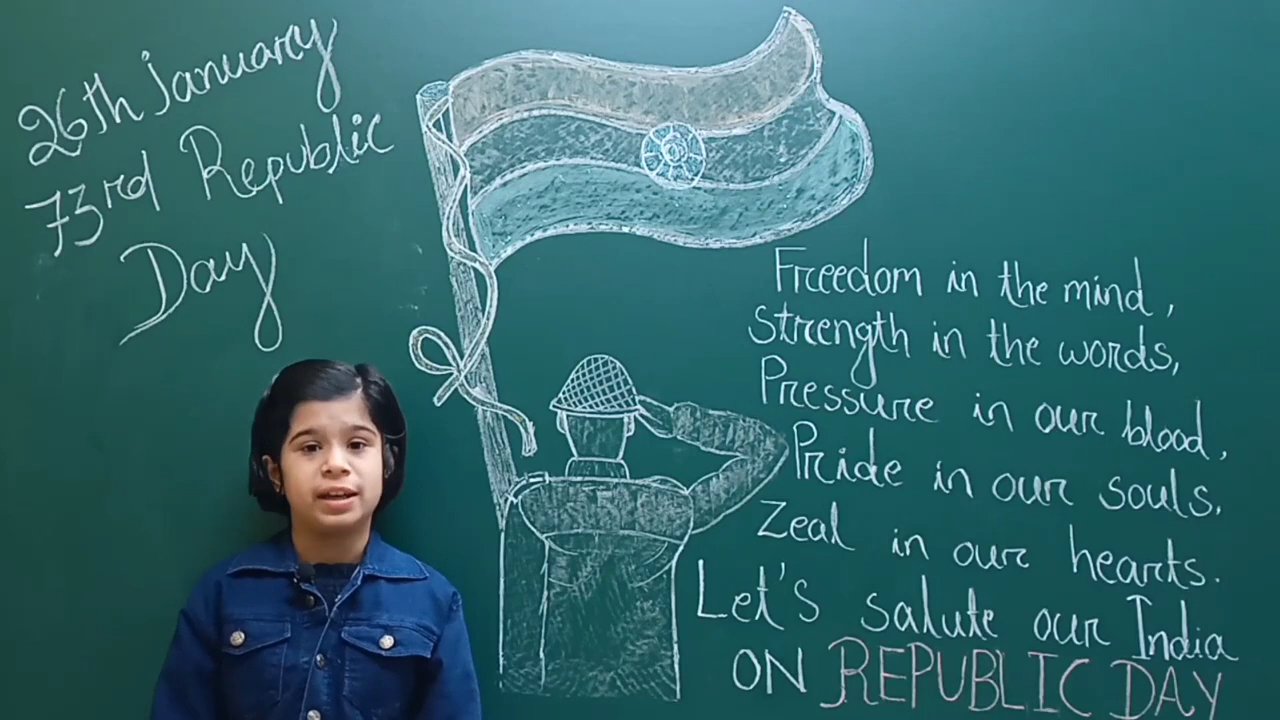 26th January
73rd Republic
Day
Freedom in the mind,
Strength in the words,
Pressure in our blood,
Pride in our souls,
Zeal in our hearts.
Let's salute our India
ON REPUBLIC DAY